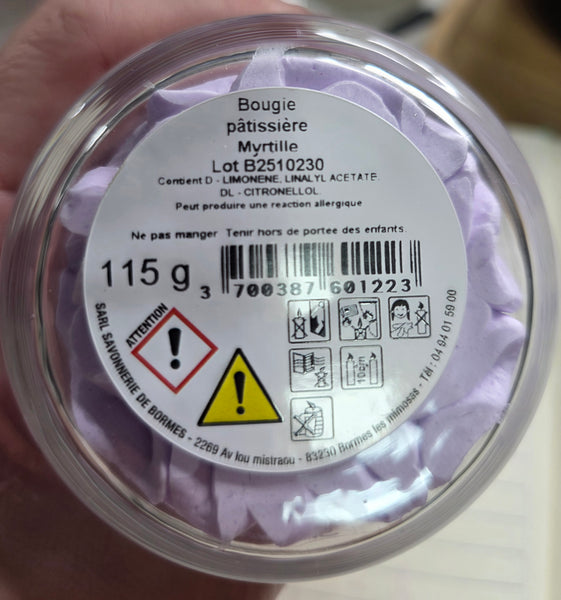 Bougie
pâtissière
Myrtille
Lot B2510230
Contient D - LIMONENE, LINALYL ACETATE.
DL - CITRONELLOL.
Peut produire une reaction allergique
Ne pas manger Tenir hors de portee des enfants.
115 g
3 700387 601223
ATTENTION
10cm
SARL SAVONNERIE DE BORMES - 2269 Av lou mistraou - 83230 Bormes les mimosas - Tél : 04 94 01 59 00